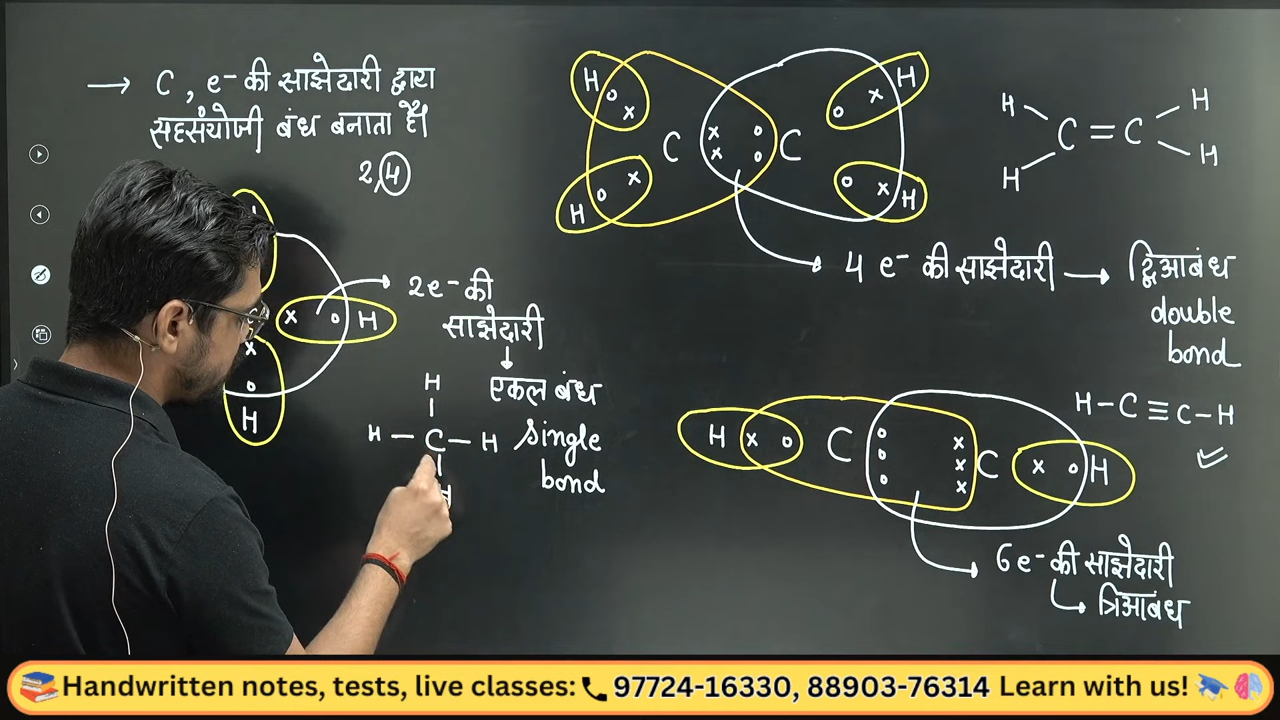 → C, e⁻ की साझेदारी द्वारा
सहसंयोजी बंध बनाता है।
2,4
x o H
x
o
H
2e⁻ की
साझेदारी
↓
एकल बंध
single
bond
H
H — C — H
H
H o x
H o x
C x x o o C
o x H
o x H
→ 4 e⁻ की साझेदारी → द्विआबंध
double
bond
H H
C = C
H H
H x o C o o o x x x C x o H
H – C ≡ C – H
✓
→ 6e⁻ की साझेदारी
→ त्रिआबंध
📚Handwritten notes, tests, live classes: 📞 97724-16330, 88903-76314 Learn with us! 🎓 🧠